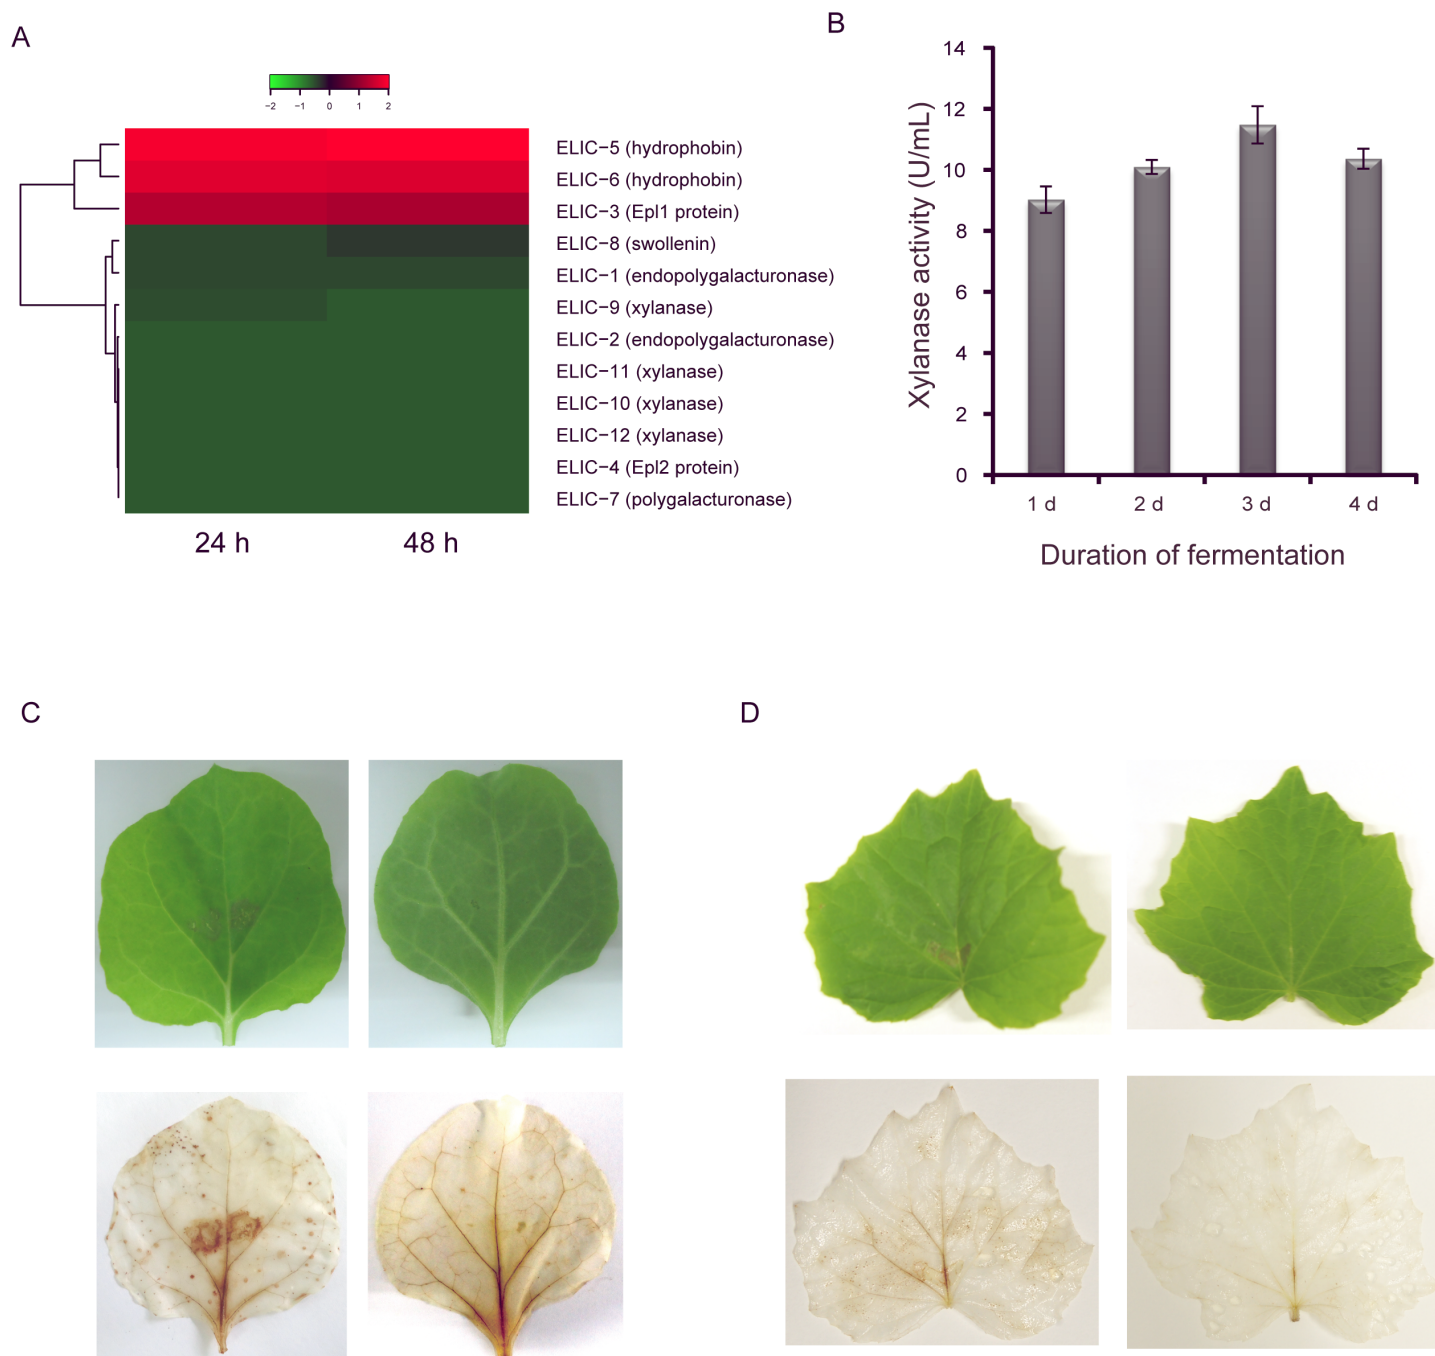 A
−2 −1 0 1 2
ELIC−5 (hydrophobin)
ELIC−6 (hydrophobin)
ELIC−3 (Epl1 protein)
ELIC−8 (swollenin)
ELIC−1 (endopolygalacturonase)
ELIC−9 (xylanase)
ELIC−2 (endopolygalacturonase)
ELIC−11 (xylanase)
ELIC−10 (xylanase)
ELIC−12 (xylanase)
ELIC−4 (Epl2 protein)
ELIC−7 (polygalacturonase)
24 h 48 h
B
Xylanase activity (U/mL)
14
12
10
8
6
4
2
0
1 d 2 d 3 d 4 d
Duration of fermentation
C
D